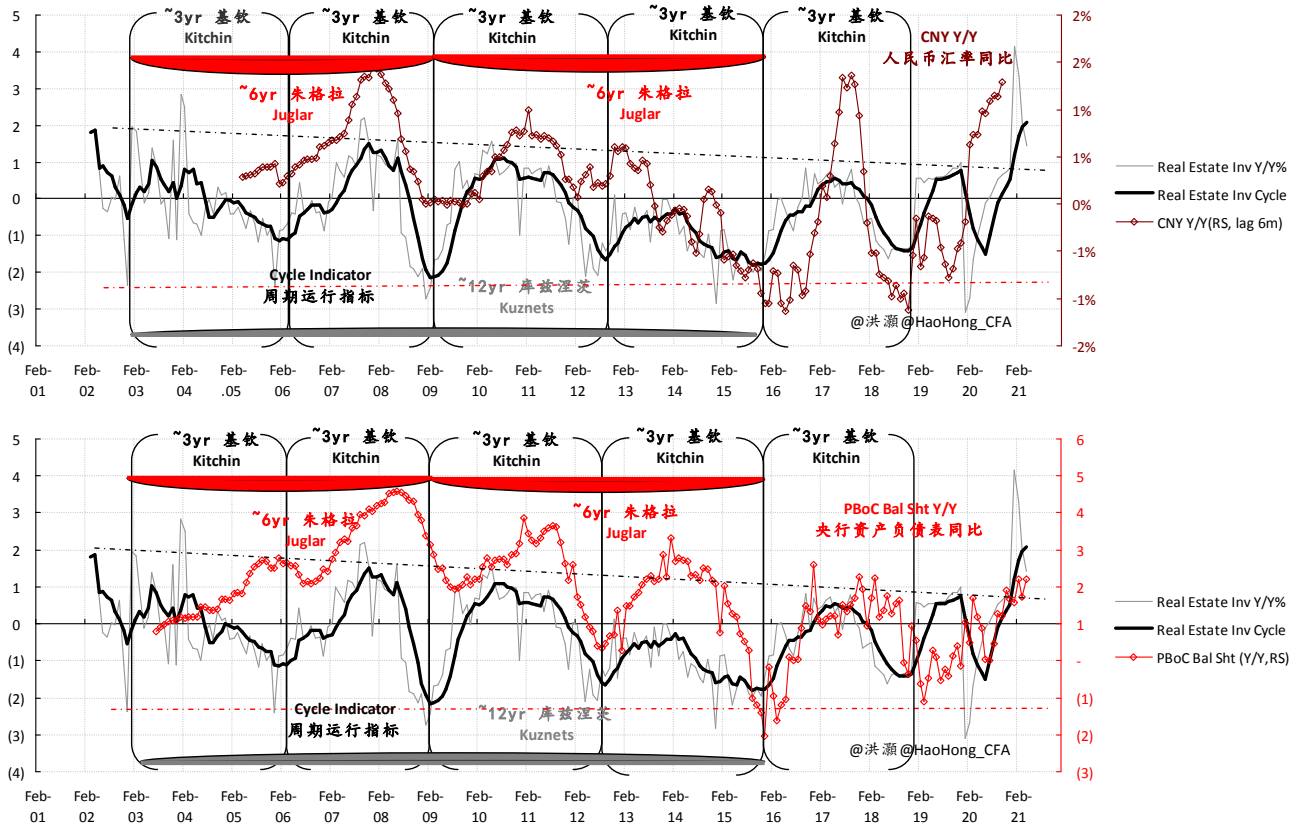 ~3yr 基钦
Kitchin
~3yr 基钦
Kitchin
~3yr 基钦
Kitchin
~3yr 基钦
Kitchin
~3yr 基钦
Kitchin
CNY Y/Y
人民币汇率同比
~6yr 朱格拉
Juglar
~6yr 朱格拉
Juglar
Cycle Indicator
周期运行指标
~12yr 库兹涅茨
Kuznets
@洪灏@HaoHong_CFA
5
4
3
2
1
0
(1)
(2)
(3)
(4)
2%
2%
1%
1%
0%
-1%
-1%
-2%
Real Estate Inv Y/Y%
Real Estate Inv Cycle
CNY Y/Y(RS, lag 6m)
Feb- Feb- Feb- Feb- Feb- Feb- Feb- Feb- Feb- Feb- Feb- Feb- Feb- Feb- Feb- Feb- Feb- Feb- Feb- Feb- Feb-
01 02 03 04 .05 06 07 08 09 10 11 12 13 14 15 16 17 18 19 20 21
~3yr 基钦
Kitchin
~3yr 基钦
Kitchin
~3yr 基钦
Kitchin
~3yr 基钦
Kitchin
~3yr 基钦
Kitchin
PBoC Bal Sht Y/Y
央行资产负债表同比
~6yr 朱格拉
Juglar
~6yr 朱格拉
Juglar
Cycle Indicator
周期运行指标
~12yr 库兹涅茨
Kuznets
@洪灏@HaoHong_CFA
5
4
3
2
1
0
(1)
(2)
(3)
(4)
6
5
4
3
2
1
-
(1)
(2)
(3)
Real Estate Inv Y/Y%
Real Estate Inv Cycle
PBoC Bal Sht (Y/Y,RS)
Feb- Feb- Feb- Feb- Feb- Feb- Feb- Feb- Feb- Feb- Feb- Feb- Feb- Feb- Feb- Feb- Feb- Feb- Feb- Feb- Feb-
01 02 03 04 05 06 07 08 09 10 11 12 13 14 15 16 17 18 19 20 21